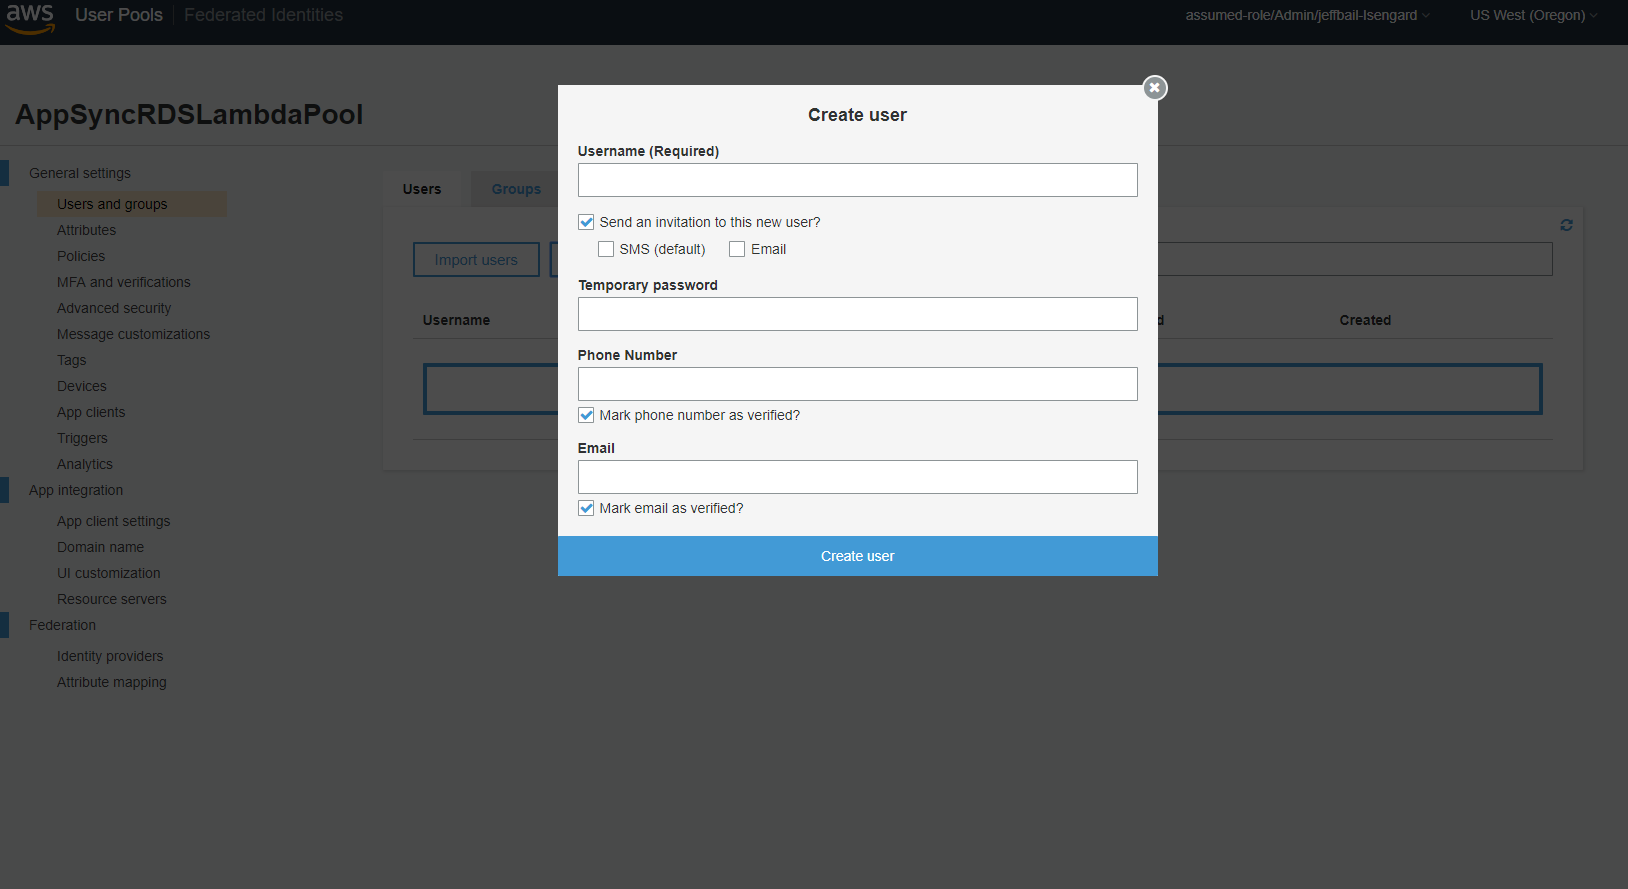 aws User Pools Federated Identities assumed-role/Admin/jeffbail-Isengard US West (Oregon)
AppSyncRDSLambdaPool
General settings
Users and groups
Attributes
Policies
MFA and verifications
Advanced security
Message customizations
Tags
Devices
App clients
Triggers
Analytics
App integration
App client settings
Domain name
UI customization
Resource servers
Federation
Identity providers
Attribute mapping
Users Groups
Import users
Username Created
Create user
Username (Required)
Send an invitation to this new user?
SMS (default) Email
Temporary password
Phone Number
Mark phone number as verified?
Email
Mark email as verified?
Create user